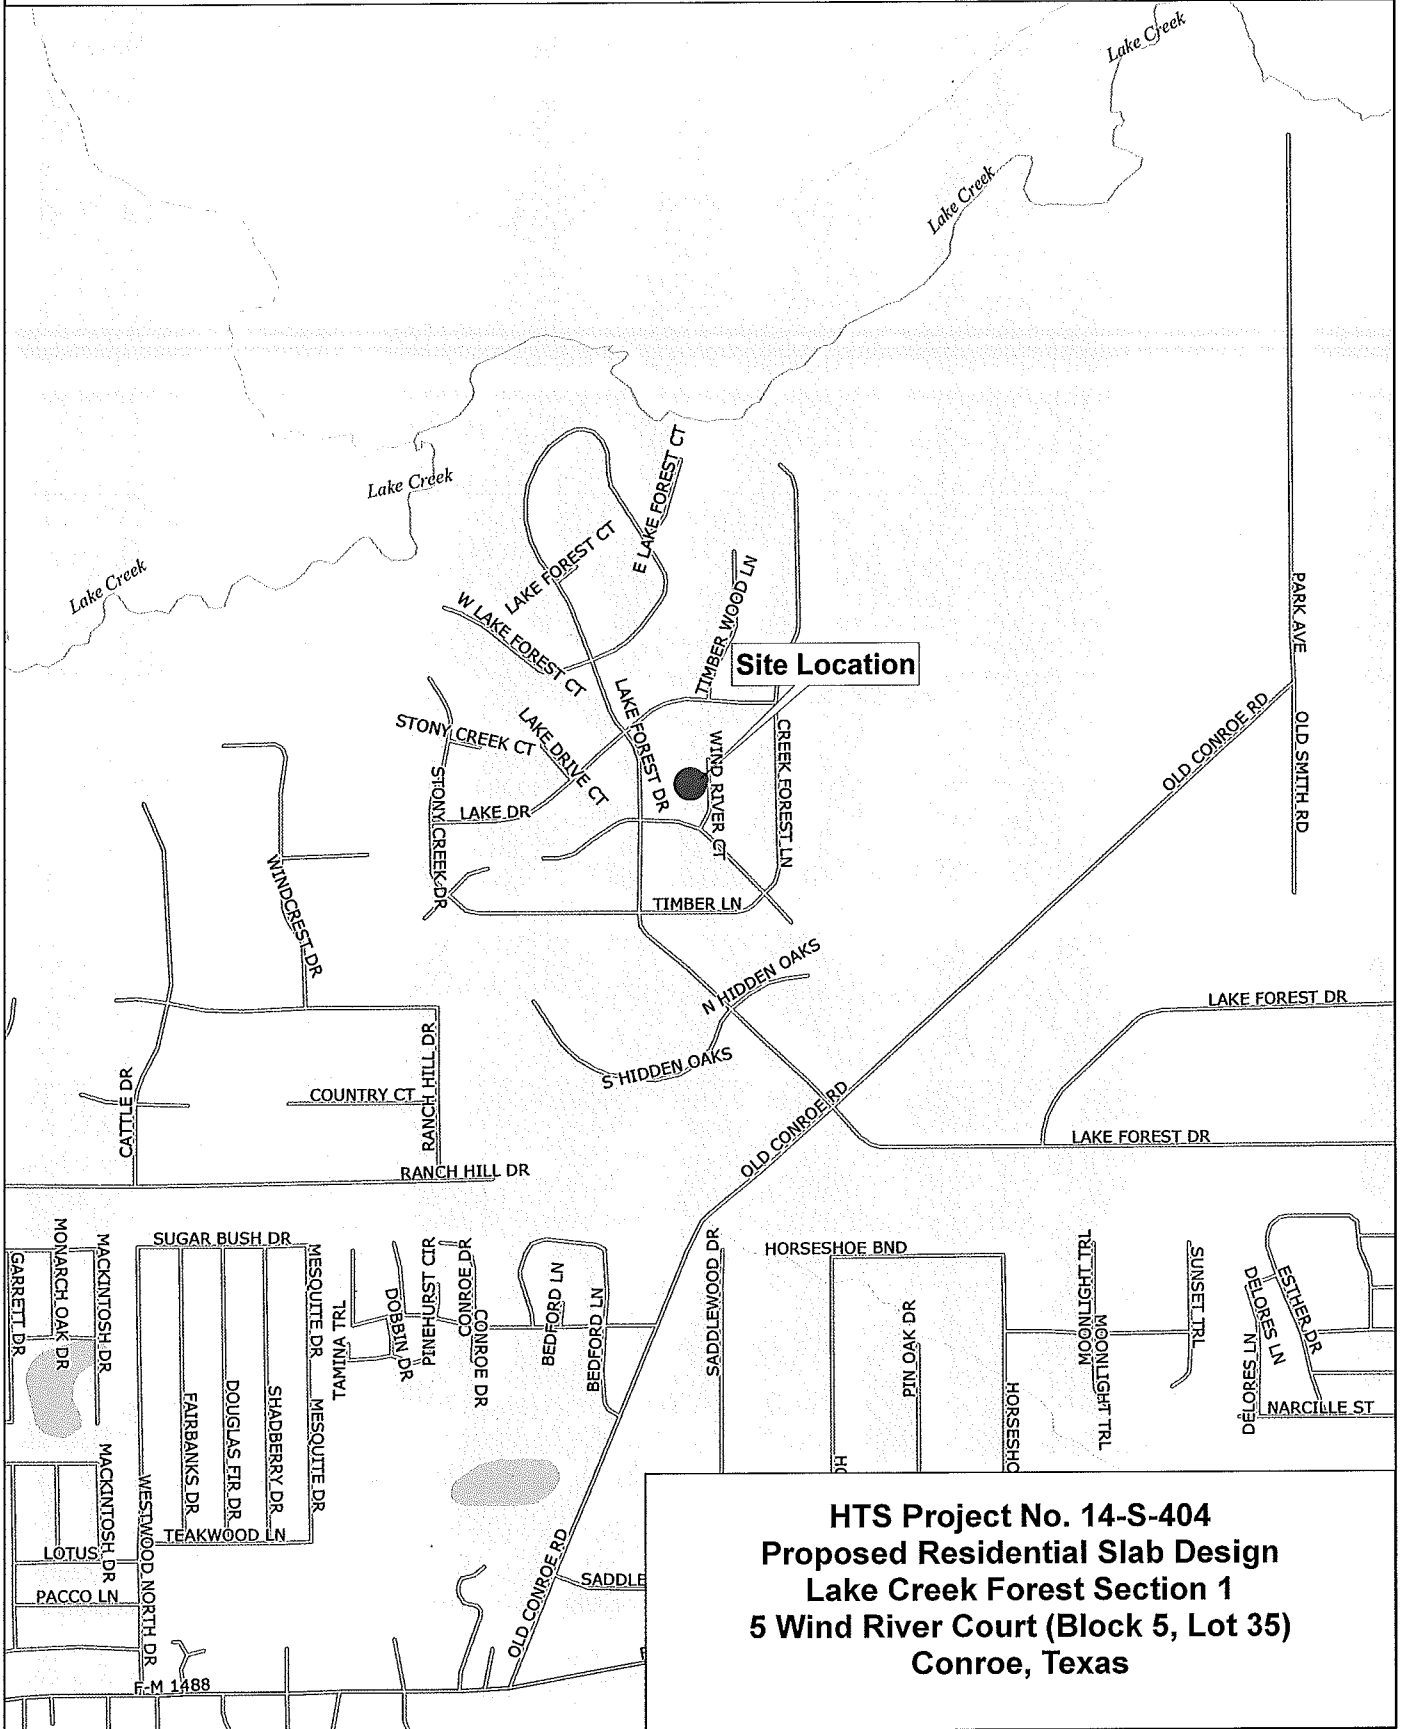 Lake Creek
Lake Creek
Lake Creek
Lake Creek
E LAKE FOREST CT
LAKE FOREST CT
W LAKE FOREST CT
TIMBER WOOD LN
PARK AVE
Site Location
LAKE FOREST DR
STONY CREEK CT
LAKE DRIVE CT
WIND RIVER CT
CREEK FOREST LN
OLD CONROE RD
OLD SMITH RD
STONY CREEK DR
LAKE DR
WINDCREST DR
TIMBER LN
N HIDDEN OAKS
LAKE FOREST DR
S HIDDEN OAKS
RANCH HILL DR
COUNTRY CT
CATTLE DR
OLD CONROE RD
LAKE FOREST DR
RANCH HILL DR
GARRETT DR
MONARCH OAK DR
MACKINTOSH DR
SUGAR BUSH DR
MESQUITE DR
TAMINA TRL
DOBBIN DR
PINEHURST CIR
CONROE DR
CONROE DR
BEDFORD LN
BEDFORD LN
SADDLEWOOD DR
HORSESHOE BND
PIN OAK DR
MOONLIGHT TRL
MOONLIGHT TRL
SUNSET TRL
DELORES LN
ESTHER DR
DELORES LN
NARCILLE ST
FAIRBANKS DR
DOUGLAS FIR DR
SHADBERRY DR
MESQUITE DR
HORSESHO
HO
MACKINTOSH DR
WESTWOOD NORTH DR
TEAKWOOD LN
LOTUS
PACCO LN
OLD CONROE RD
SADDLE
F-M 1488
HTS Project No. 14-S-404
Proposed Residential Slab Design
Lake Creek Forest Section 1
5 Wind River Court (Block 5, Lot 35)
Conroe, Texas